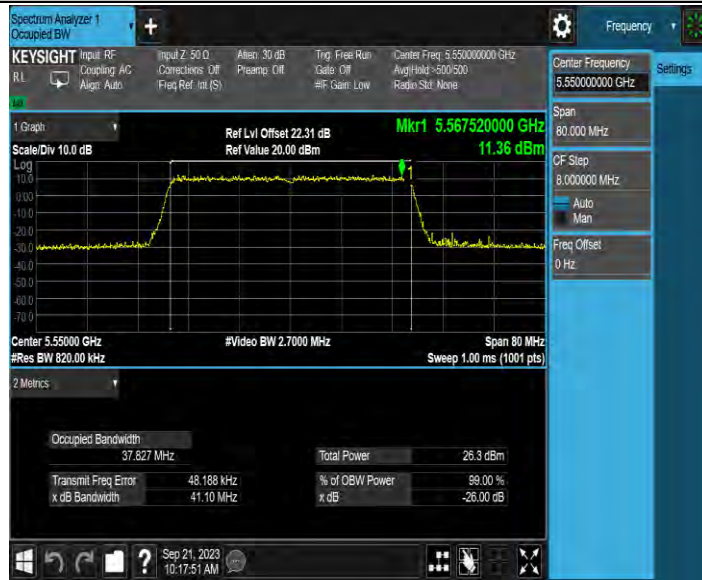 Spectrum Analyzer 1
Occupied BW
+
Frequency
KEYSIGHT
RL
Input: RF
Coupling: AC
Align: Auto
Input Z: 50 Ω
Corrections: Off
Freq Ref: Int (S)
Atten: 30 dB
Preamp: Off
Trig: Free Run
Gate: Off
#IF Gain: Low
Center Freq: 5.550000000 GHz
Avg|Hold:>500/500
Radio Std: None
Center Frequency
5.550000000 GHz
Settings
Span
80.000 MHz
CF Step
8.000000 MHz
Auto
Man
Freq Offset
0 Hz
1 Graph
Scale/Div 10.0 dB
Ref Lvl Offset 22.31 dB
Ref Value 20.00 dBm
Mkr1 5.567520000 GHz
11.36 dBm
Log
10.0
0.00
-10.0
-20.0
-30.0
-40.0
-50.0
-60.0
-70.0
Center 5.55000 GHz
#Res BW 820.00 kHz
#Video BW 2.7000 MHz
Span 80 MHz
Sweep 1.00 ms (1001 pts)
2 Metrics
Occupied Bandwidth
37.827 MHz
Total Power 26.3 dBm
Transmit Freq Error 48.188 kHz
% of OBW Power 99.00 %
x dB Bandwidth 41.10 MHz
x dB -26.00 dB
?
Sep 21, 2023
10:17:51 AM